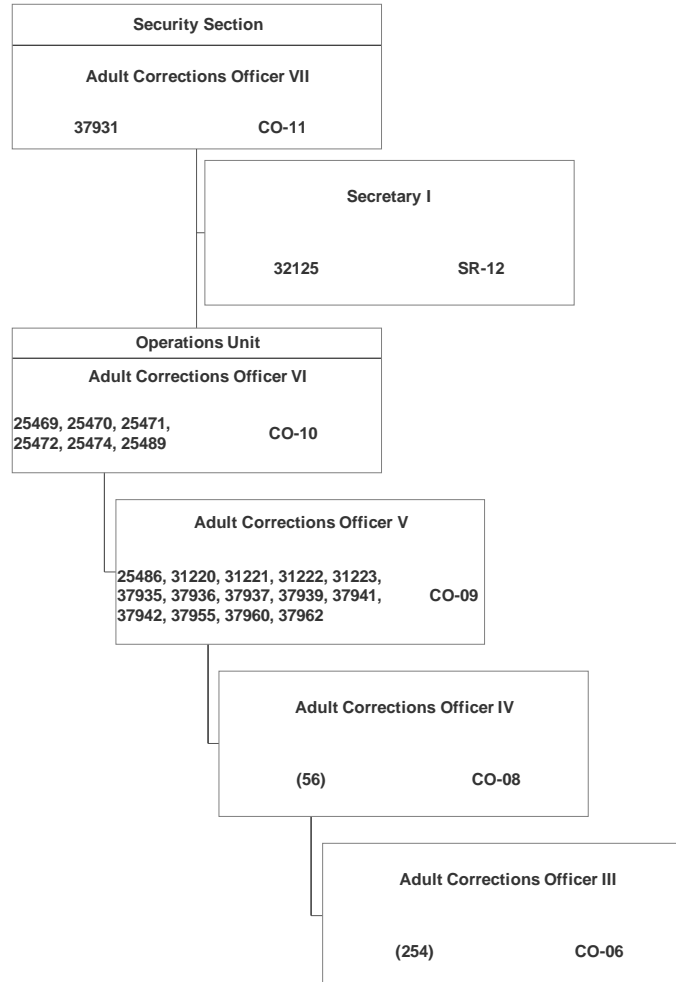 Security Section
Adult Corrections Officer VII
37931 CO-11
Secretary I
32125 SR-12
Operations Unit
Adult Corrections Officer VI
25469, 25470, 25471,
25472, 25474, 25489
CO-10
Adult Corrections Officer V
25486, 31220, 31221, 31222, 31223,
37935, 37936, 37937, 37939, 37941,
37942, 37955, 37960, 37962
CO-09
Adult Corrections Officer IV
(56) CO-08
Adult Corrections Officer III
(254) CO-06